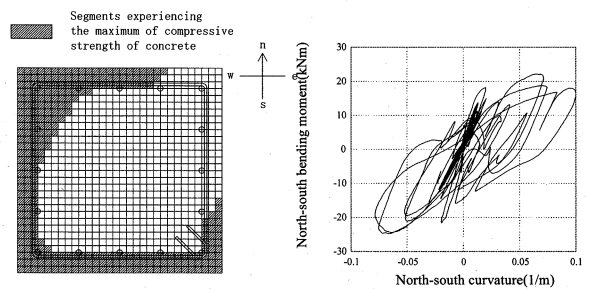 Segments experiencing
the maximum of compressive
strength of concrete
n
w
e
s
North-south bending moment(kNm)
30
20
10
0
-10
-20
-30
-0.1
-0.05
0
0.05
0.1
North-south curvature(1/m)